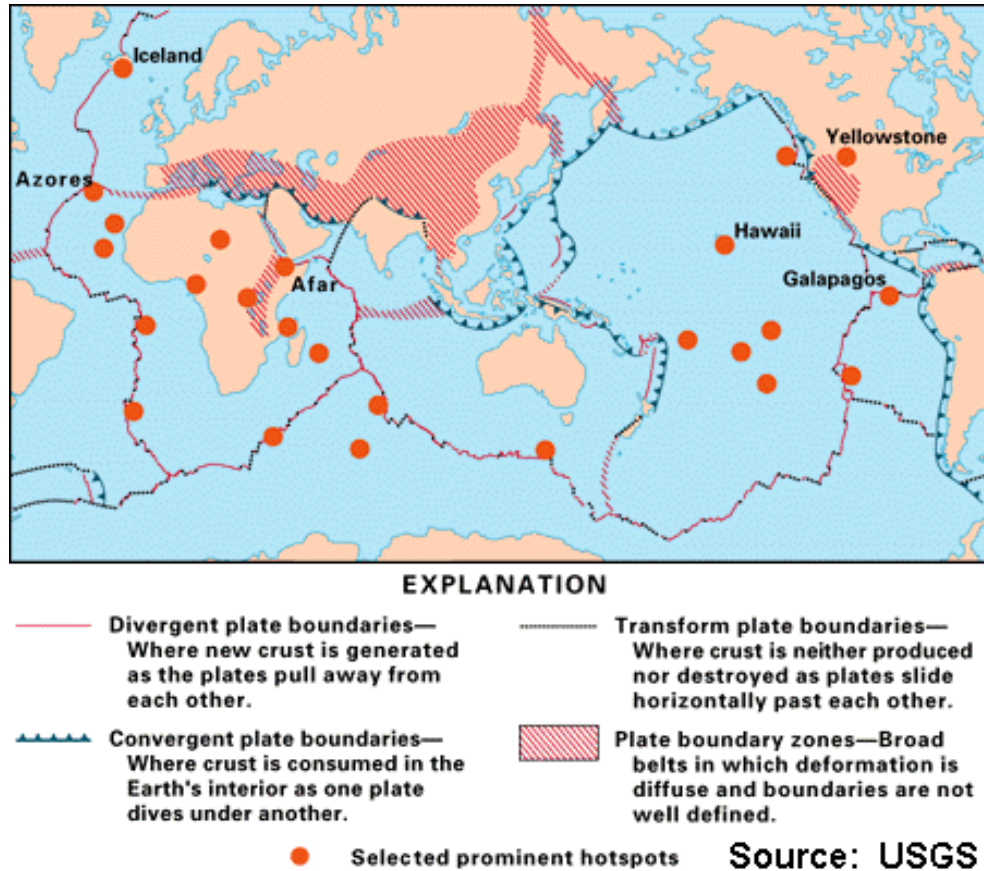 Iceland
Yellowstone
Azores
Hawaii
Afar
Galapagos
EXPLANATION
Divergent plate boundaries—
Where new crust is generated
as the plates pull away from
each other.
Convergent plate boundaries—
Where crust is consumed in the
Earth's interior as one plate
dives under another.
Transform plate boundaries—
Where crust is neither produced
nor destroyed as plates slide
horizontally past each other.
Plate boundary zones—Broad
belts in which deformation is
diffuse and boundaries are not
well defined.
Selected prominent hotspots
Source: USGS